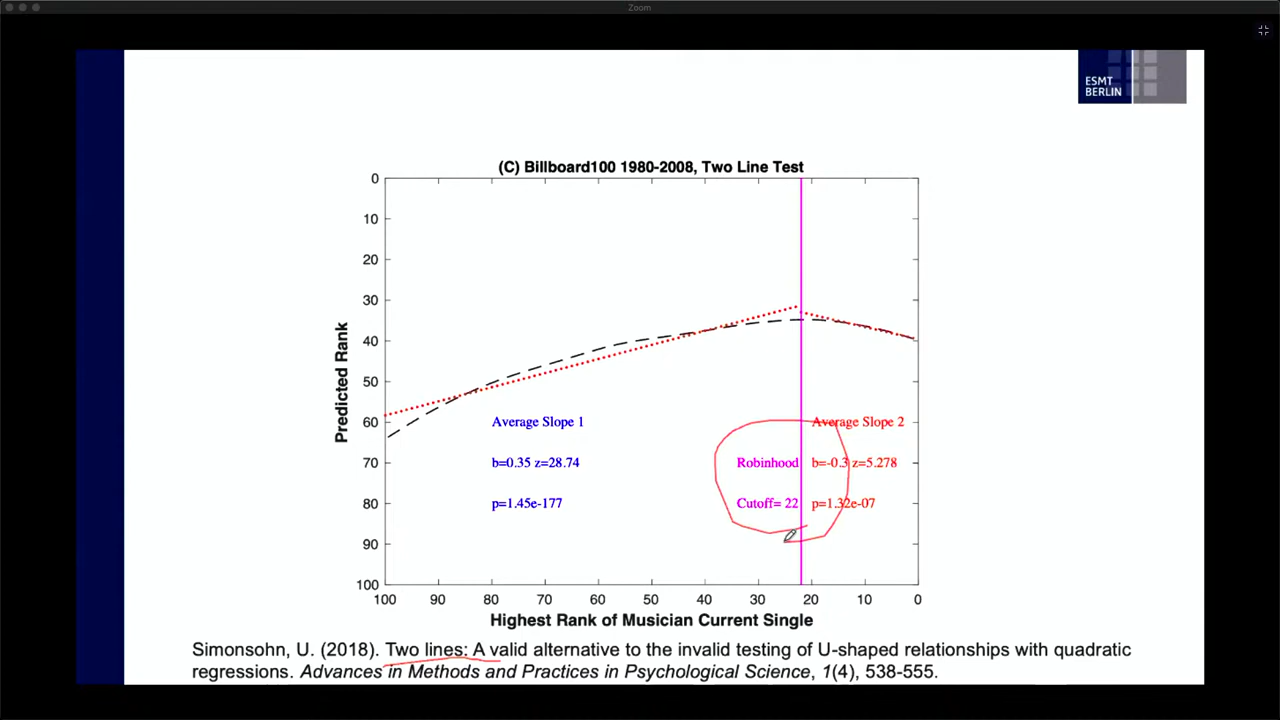 Zoom
ESMT
BERLIN
(C) Billboard100 1980-2008, Two Line Test
0
10
20
30
40
50
60
70
80
90
100
Predicted Rank
Average Slope 1
b=0.35 z=28.74
p=1.45e-177
Robinhood
Cutoff= 22
Average Slope 2
b=-0.3 z=5.278
p=1.32e-07
100 90 80 70 60 50 40 30 20 10 0
Highest Rank of Musician Current Single
Simonsohn, U. (2018). Two lines: A valid alternative to the invalid testing of U-shaped relationships with quadratic
regressions. Advances in Methods and Practices in Psychological Science, 1(4), 538-555.